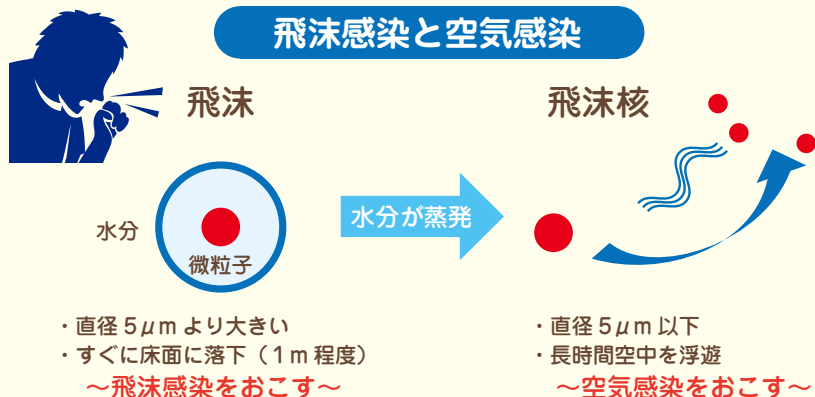 飛沫感染と空気感染
飛沫
水分
微粒子
・直径5μmより大きい
・すぐに床面に落下（1m程度）
～飛沫感染をおこす～
水分が蒸発
飛沫核
・直径5μm以下
・長時間空中を浮遊
～空気感染をおこす～